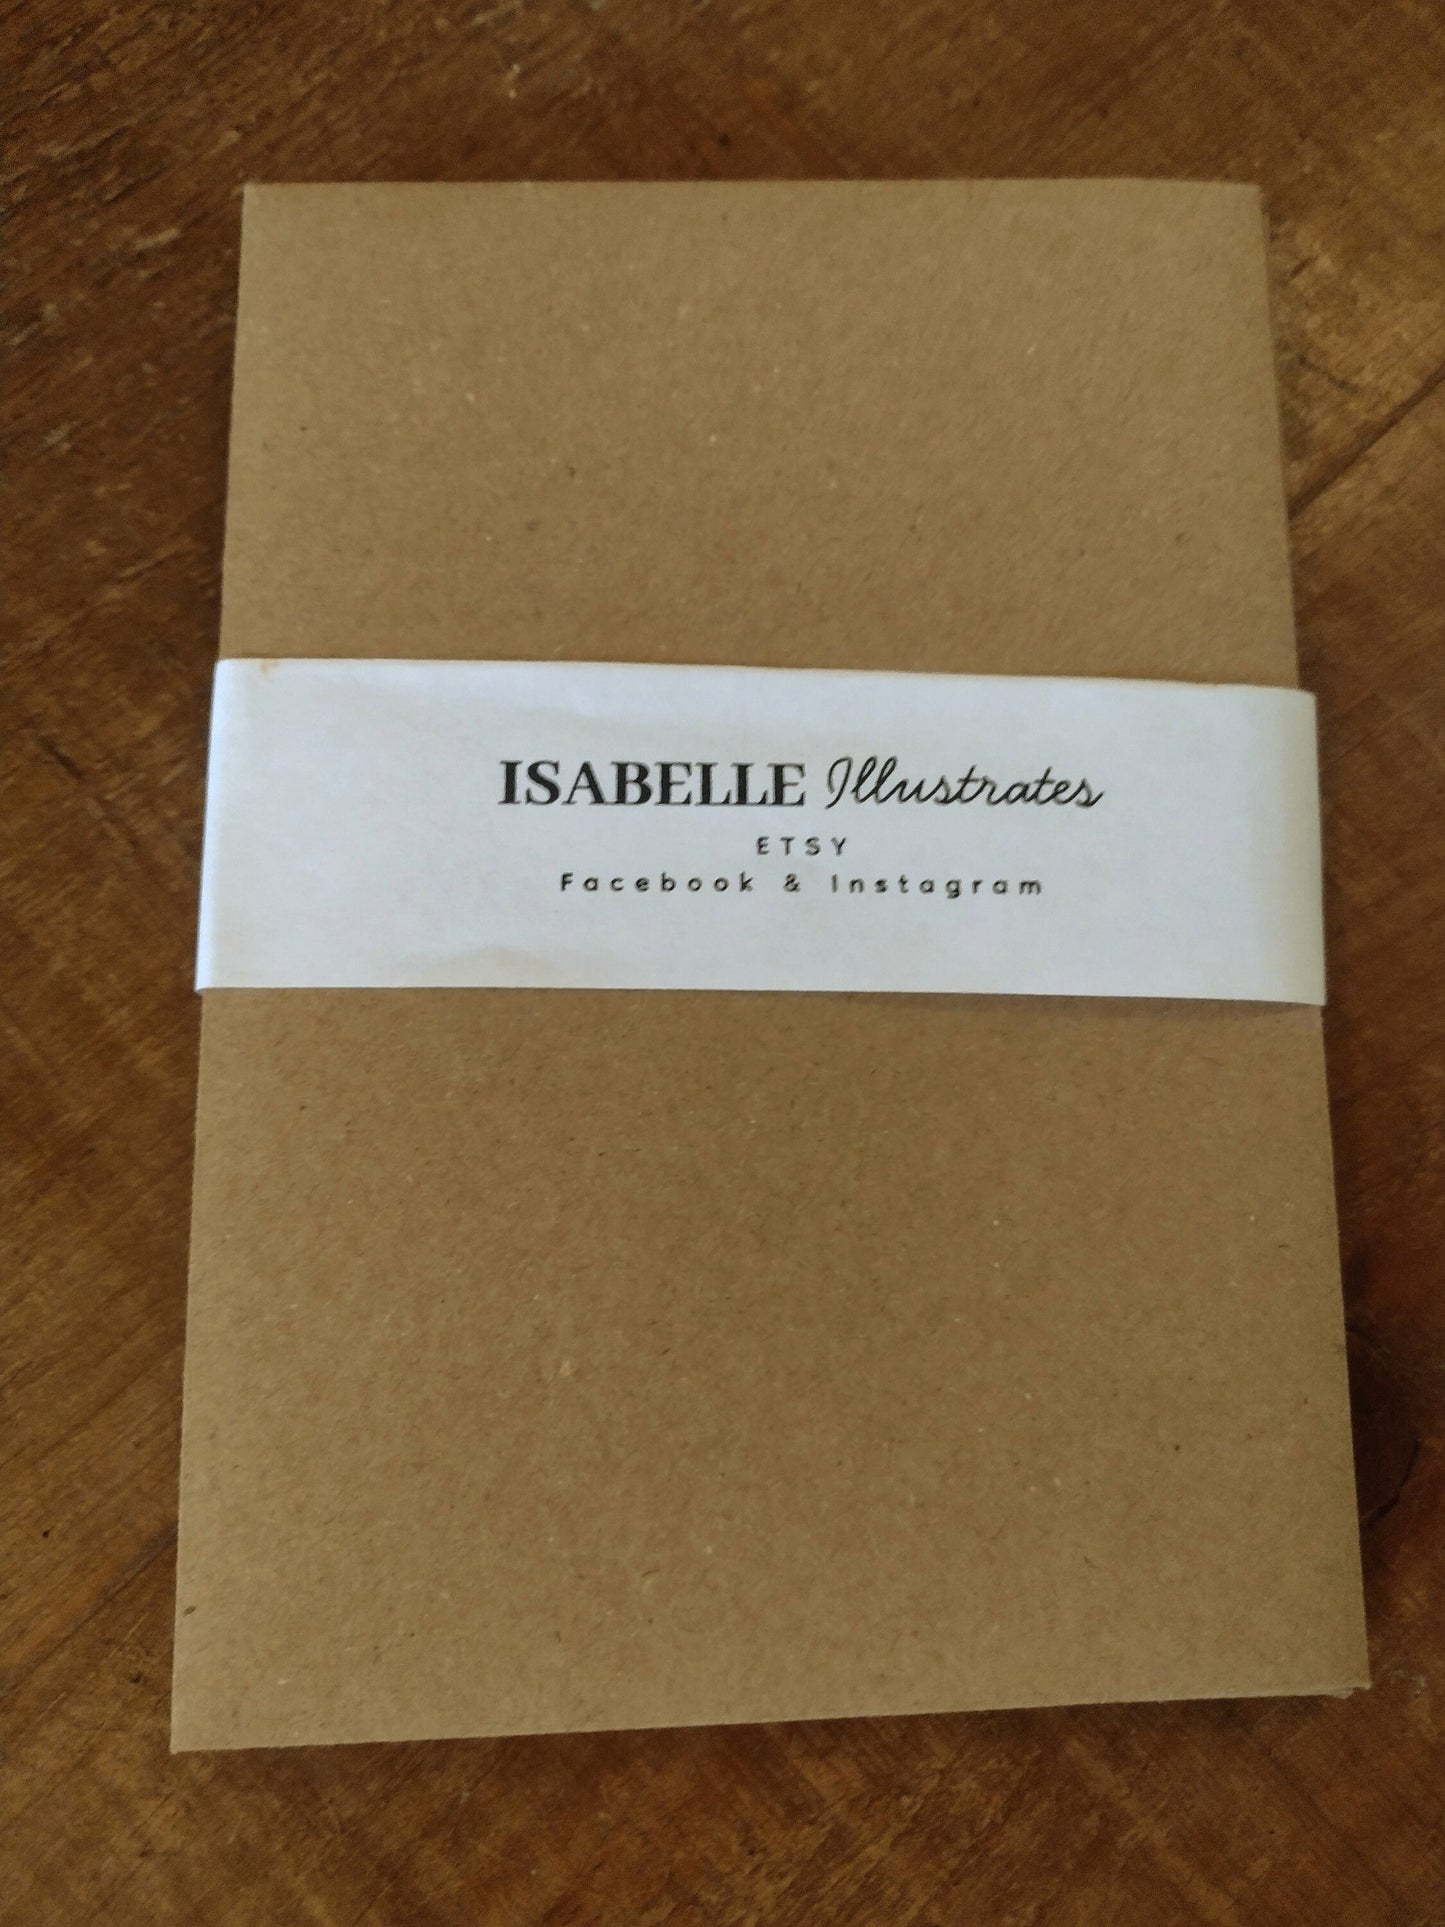 ISABELLE Illustrates
ETSY
Facebook & Instagram